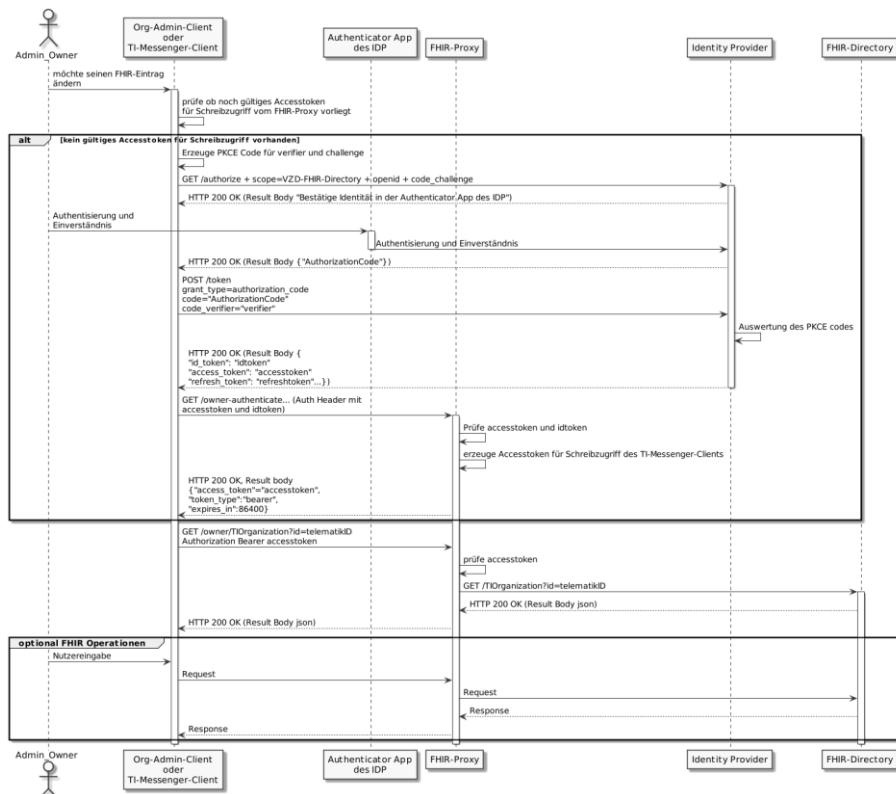 Admin_Owner
Org-Admin-Client
oder
TI-Messenger-Client
Authenticator App
des IDP
FHIR-Proxy
Identity Provider
FHIR-Directory
möchte seinen FHIR-Eintrag
ändern
prüfe ob noch gültiges Accesstoken
für Schreibzugriff vom FHIR-Proxy vorliegt
alt
[kein gültiges Accesstoken für Schreibzugriff vorhanden]
Erzeuge PKCE Code für verifier und challenge
GET /authorize + scope=VZD-FHIR-Directory + openid + code_challenge
HTTP 200 OK (Result Body "Bestätige Identität in der Authenticator App des IDP")
Authentisierung und
Einverständnis
Authentisierung und Einverständnis
HTTP 200 OK (Result Body {"AuthorizationCode"})
POST /token
grant_type=authorization_code
code="AuthorizationCode"
code_verifier="verifier"
Auswertung des PKCE codes
HTTP 200 OK (Result Body {
"id_token": "idtoken"
"access_token": "accesstoken"
"refresh_token": "refreshtoken"...})
GET /owner-authenticate... (Auth Header mit
accesstoken und idtoken)
Prüfe accesstoken und idtoken
erzeuge Accesstoken für Schreibzugriff des TI-Messenger-Clients
HTTP 200 OK, Result body
{"access_token"="accesstoken",
"token_type":"bearer",
"expires_in":86400}
GET /owner/TIOrganization?id=telematikID
Authorization Bearer accesstoken
prüfe accesstoken
GET /TIOrganization?id=telematikID
HTTP 200 OK (Result Body json)
HTTP 200 OK (Result Body json)
optional FHIR Operationen
Nutzereingabe
Request
Request
Response
Response
Admin_Owner
Org-Admin-Client
oder
TI-Messenger-Client
Authenticator App
des IDP
FHIR-Proxy
Identity Provider
FHIR-Directory